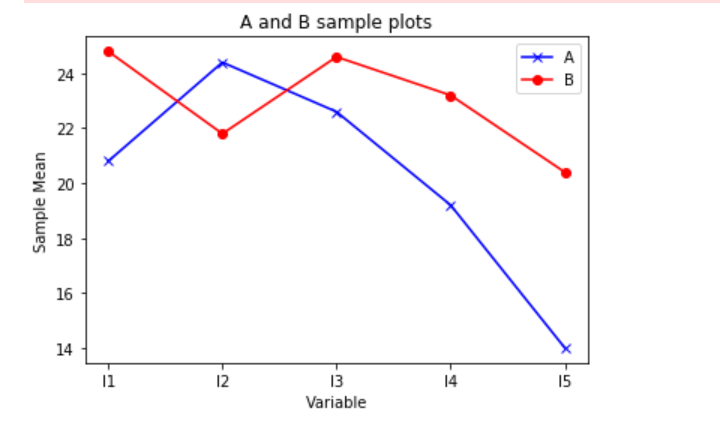 A and B sample plots
A
B
24
22
20
18
16
14
Sample Mean
I1 I2 I3 I4 I5
Variable